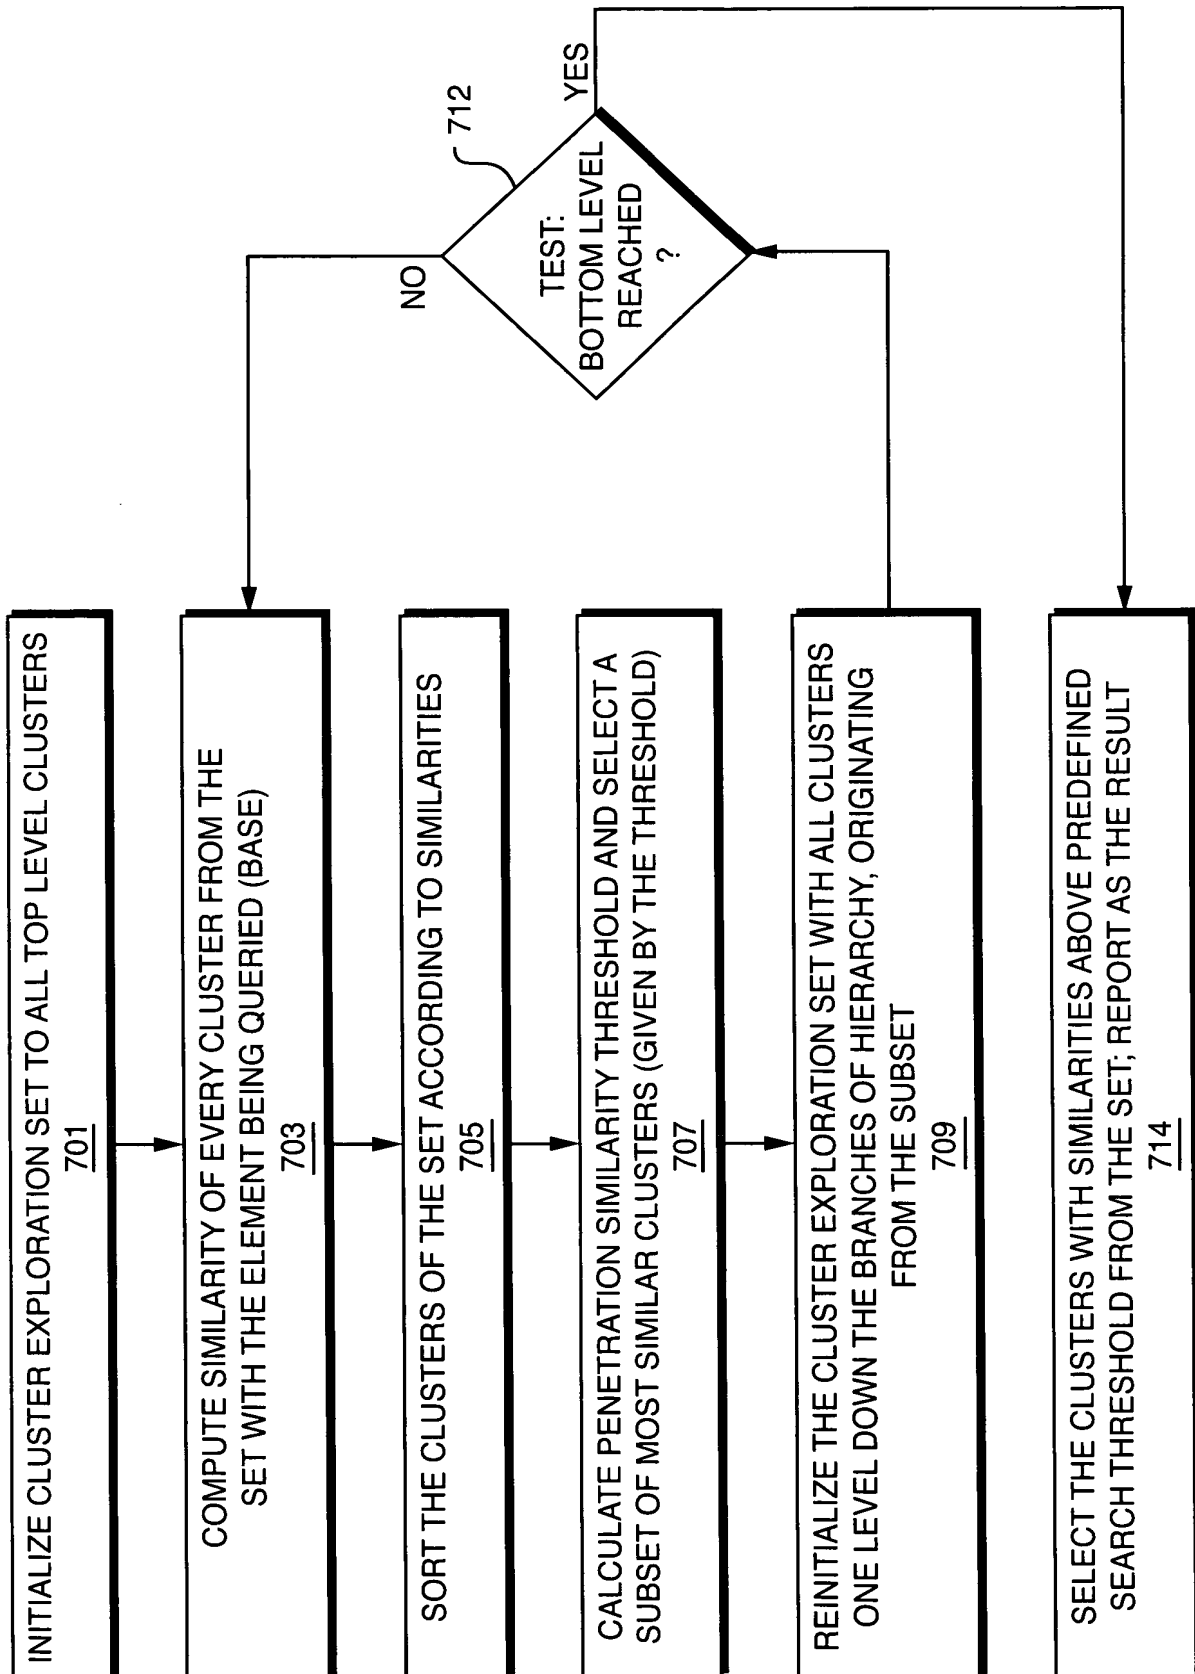 INITIALIZE CLUSTER EXPLORATION SET TO ALL TOP LEVEL CLUSTERS
701
COMPUTE SIMILARITY OF EVERY CLUSTER FROM THE
SET WITH THE ELEMENT BEING QUERIED (BASE)
703
SORT THE CLUSTERS OF THE SET ACCORDING TO SIMILARITIES
705
CALCULATE PENETRATION SIMILARITY THRESHOLD AND SELECT A
SUBSET OF MOST SIMILAR CLUSTERS (GIVEN BY THE THRESHOLD)
707
REINITIALIZE THE CLUSTER EXPLORATION SET WITH ALL CLUSTERS
ONE LEVEL DOWN THE BRANCHES OF HIERARCHY, ORIGINATING
FROM THE SUBSET
709
NO
712
TEST:
BOTTOM LEVEL
REACHED
?
YES
SELECT THE CLUSTERS WITH SIMILARITIES ABOVE PREDEFINED
SEARCH THRESHOLD FROM THE SET; REPORT AS THE RESULT
714